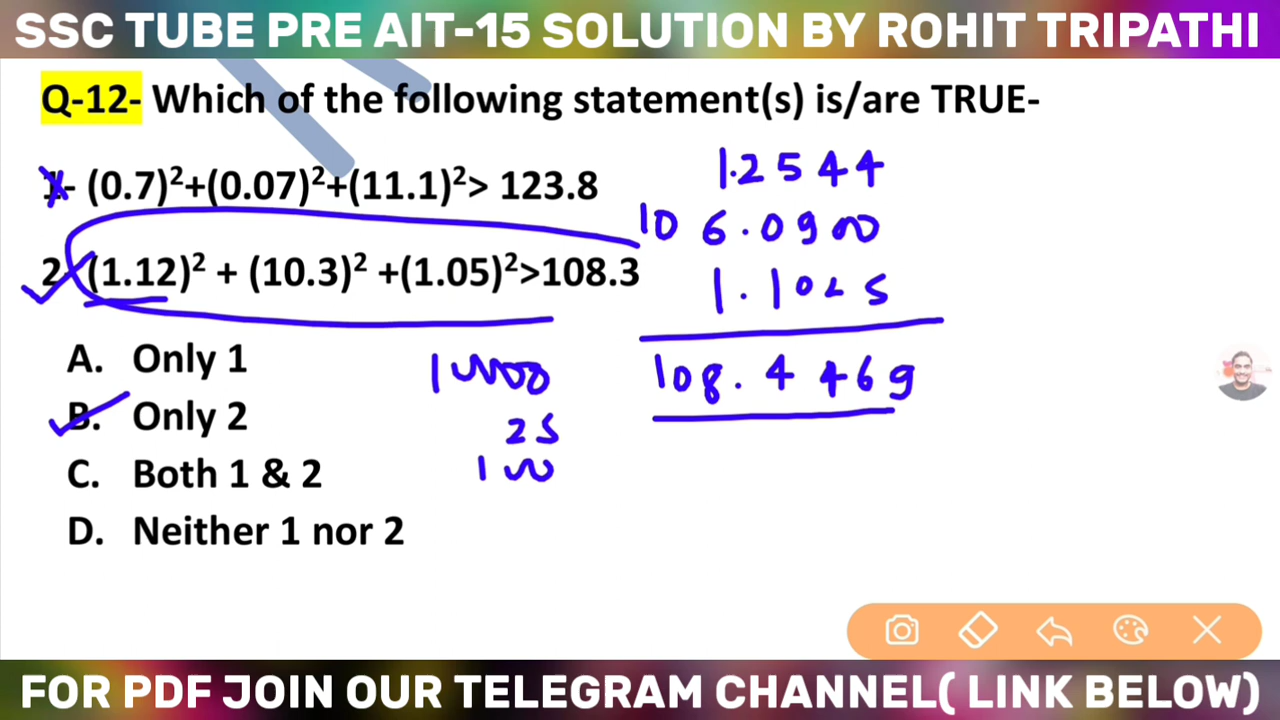 SSC TUBE PRE AIT-15 SOLUTION BY ROHIT TRIPATHI
Q-12- Which of the following statement(s) is/are TRUE-
1- (0.7)²+(0.07)²+(11.1)²> 123.8
2- (1.12)² + (10.3)² +(1.05)²>108.3
A. Only 1
B. Only 2
C. Both 1 & 2
D. Neither 1 nor 2
1.2544
106.0900
1.1025
108.4469
25
100
FOR PDF JOIN OUR TELEGRAM CHANNEL( LINK BELOW)